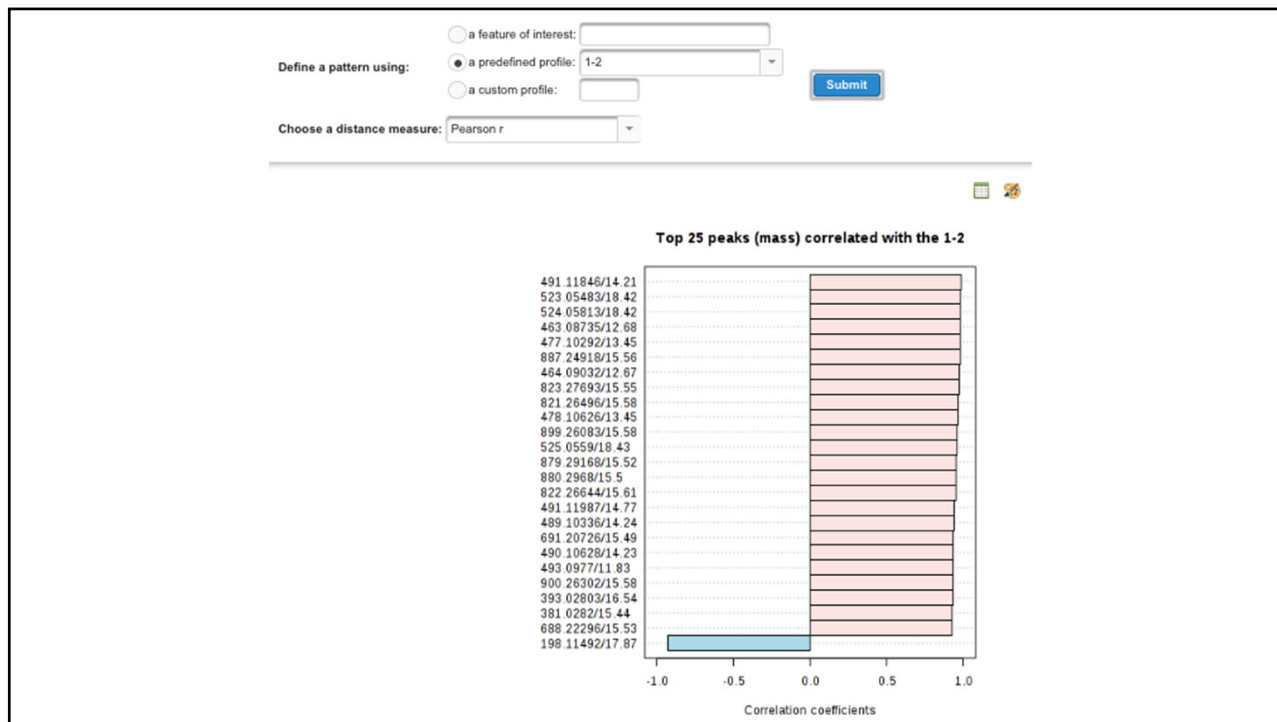 a feature of interest:
Define a pattern using:
a predefined profile: 1-2
a custom profile:
Submit
Choose a distance measure: Pearson r
Top 25 peaks (mass) correlated with the 1-2
491.11846/14.21
523.05483/18.42
524.05813/18.42
463.08735/12.68
477.10292/13.45
887.24918/15.56
464.09032/12.67
823.27693/15.55
821.26496/15.58
478.10626/13.45
899.26083/15.58
525.0559/18.43
879.29168/15.52
880.2968/15.5
822.26644/15.61
491.11987/14.77
489.10336/14.24
691.20726/15.49
490.10628/14.23
493.0977/11.83
900.26302/15.58
393.02803/16.54
381.0282/15.44
688.22296/15.53
198.11492/17.87
-1.0 -0.5 0.0 0.5 1.0
Correlation coefficients